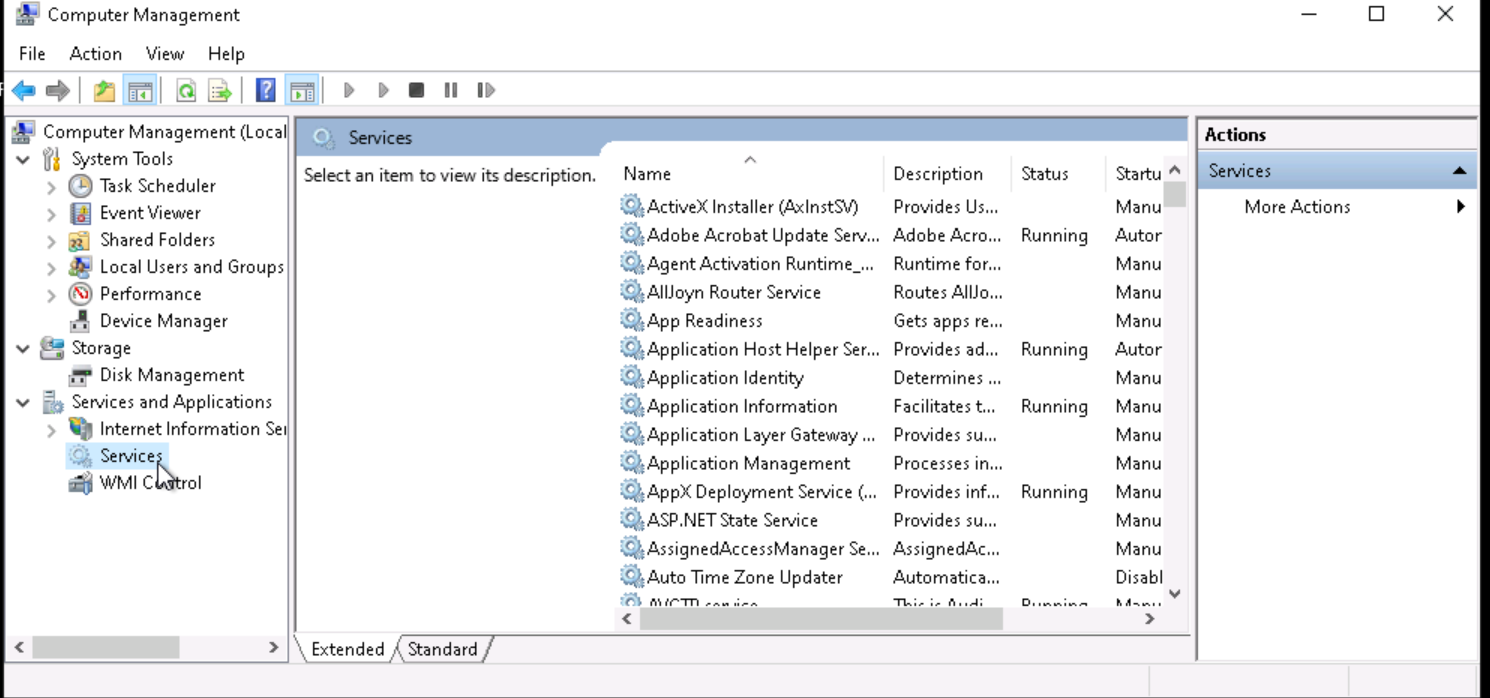 Computer Management
File Action View Help
Computer Management (Local
System Tools
Task Scheduler
Event Viewer
Shared Folders
Local Users and Groups
Performance
Device Manager
Storage
Disk Management
Services and Applications
Internet Information Ser
Services
WMI Control
Services
Select an item to view its description.
Name Description Status Startu
ActiveX Installer (AxInstSV) Provides Us... Manu
Adobe Acrobat Update Serv... Adobe Acro... Running Autor
Agent Activation Runtime_... Runtime for... Manu
AllJoyn Router Service Routes AllJo... Manu
App Readiness Gets apps re... Manu
Application Host Helper Ser... Provides ad... Running Autor
Application Identity Determines ... Manu
Application Information Facilitates t... Running Manu
Application Layer Gateway ... Provides su... Manu
Application Management Processes in... Manu
AppX Deployment Service (... Provides inf... Running Manu
ASP.NET State Service Provides su... Manu
AssignedAccessManager Se... AssignedAc... Manu
Auto Time Zone Updater Automatica... Disabl
AVCTP service This is Audi... Running Manu
Extended Standard
Actions
Services
More Actions